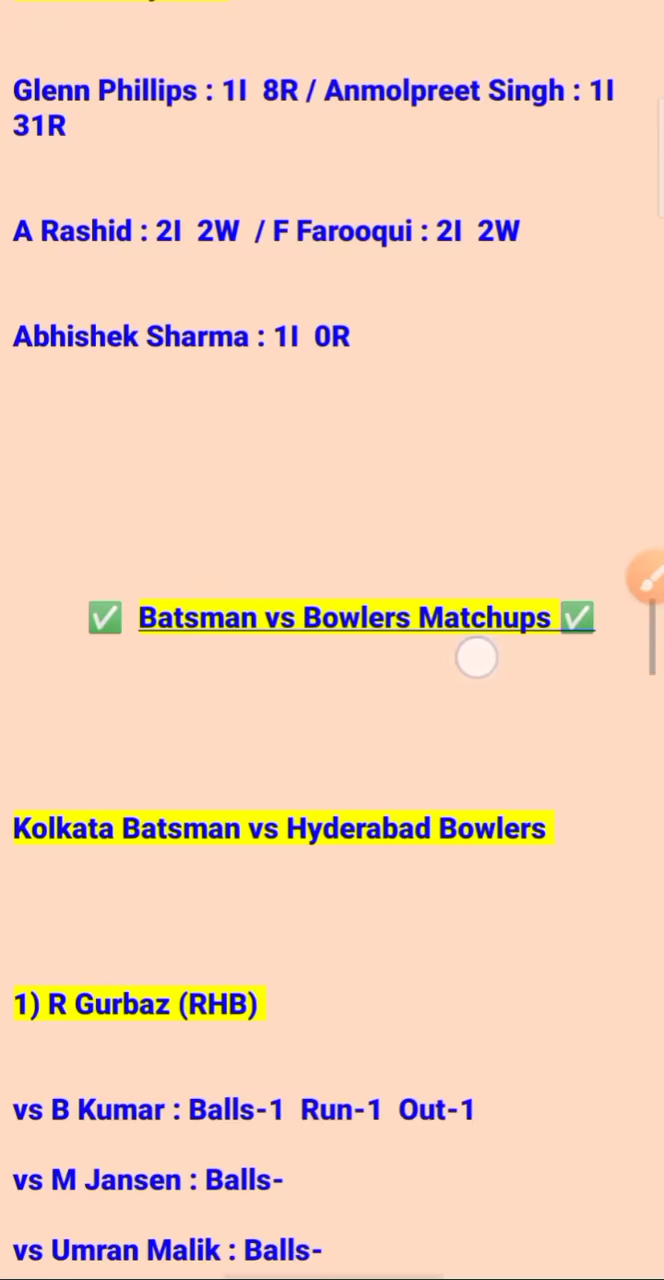 Glenn Phillips : 1I  8R / Anmolpreet Singh : 1I
31R
A Rashid : 2I  2W  / F Farooqui : 2I  2W
Abhishek Sharma : 1I  0R
✅ Batsman vs Bowlers Matchups ✅
Kolkata Batsman vs Hyderabad Bowlers
1) R Gurbaz (RHB)
vs B Kumar : Balls-1  Run-1  Out-1
vs M Jansen : Balls-
vs Umran Malik : Balls-